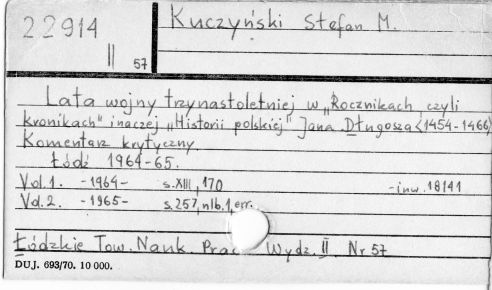 22914
II 57
Kuczyński Stefan M.
Lata wojny trzynastoletniej w „Rocznikach, czyli
kronikach" inaczej „Historii polskiej" Jana Długosza <1454-1466>
Komentarz krytyczny.
Łódź 1964-65.
Vol. 1. -1964- s. XIII, 170 -inw. 18141
Vol. 2. -1965- s. 257, nlb. 1, err.
Łódzkie Tow. Nauk. Prac Wydz. II Nr 57
DUJ. 693/70. 10 000.